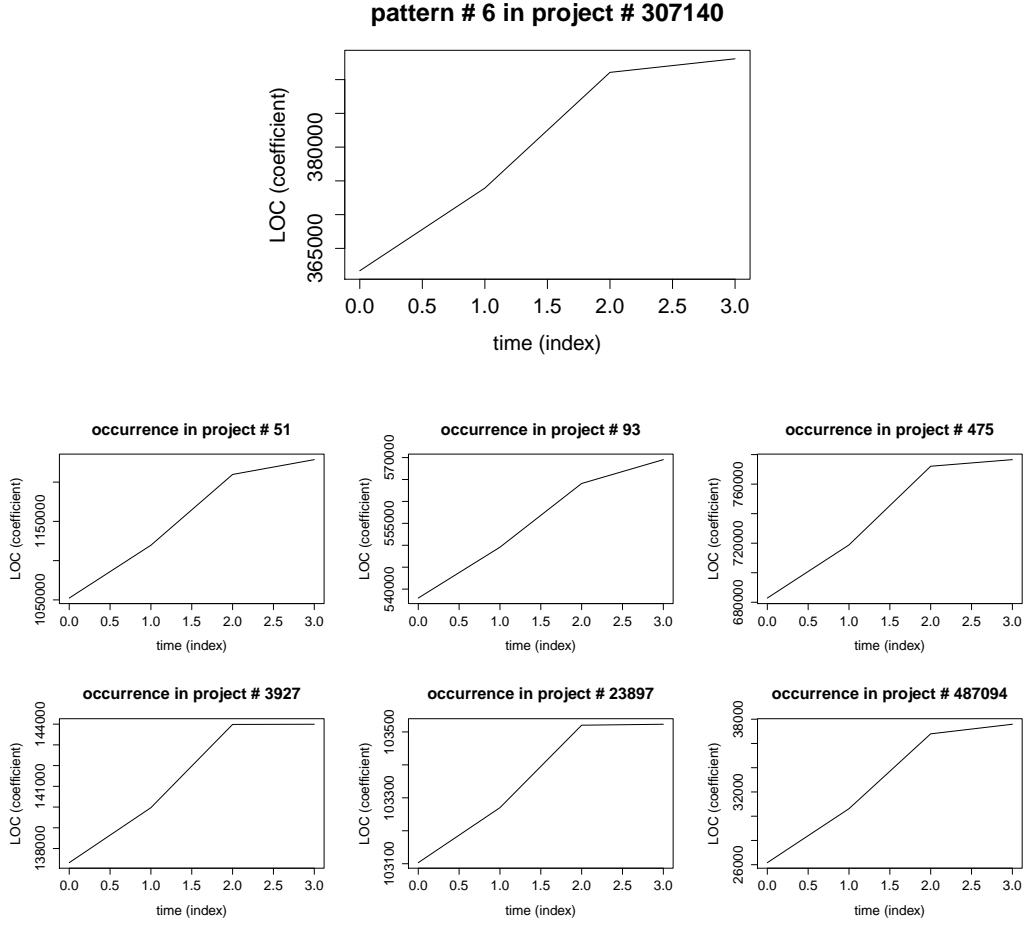 pattern # 6 in project # 307140
LOC (coefficient)
365000 380000
0.0 0.5 1.0 1.5 2.0 2.5 3.0
time (index)
occurrence in project # 51
LOC (coefficient)
1050000 1150000
0.0 0.5 1.0 1.5 2.0 2.5 3.0
time (index)
occurrence in project # 93
LOC (coefficient)
540000 555000 570000
0.0 0.5 1.0 1.5 2.0 2.5 3.0
time (index)
occurrence in project # 475
LOC (coefficient)
680000 720000 760000
0.0 0.5 1.0 1.5 2.0 2.5 3.0
time (index)
occurrence in project # 3927
LOC (coefficient)
138000 141000 144000
0.0 0.5 1.0 1.5 2.0 2.5 3.0
time (index)
occurrence in project # 23897
LOC (coefficient)
103100 103300 103500
0.0 0.5 1.0 1.5 2.0 2.5 3.0
time (index)
occurrence in project # 487094
LOC (coefficient)
26000 32000 38000
0.0 0.5 1.0 1.5 2.0 2.5 3.0
time (index)